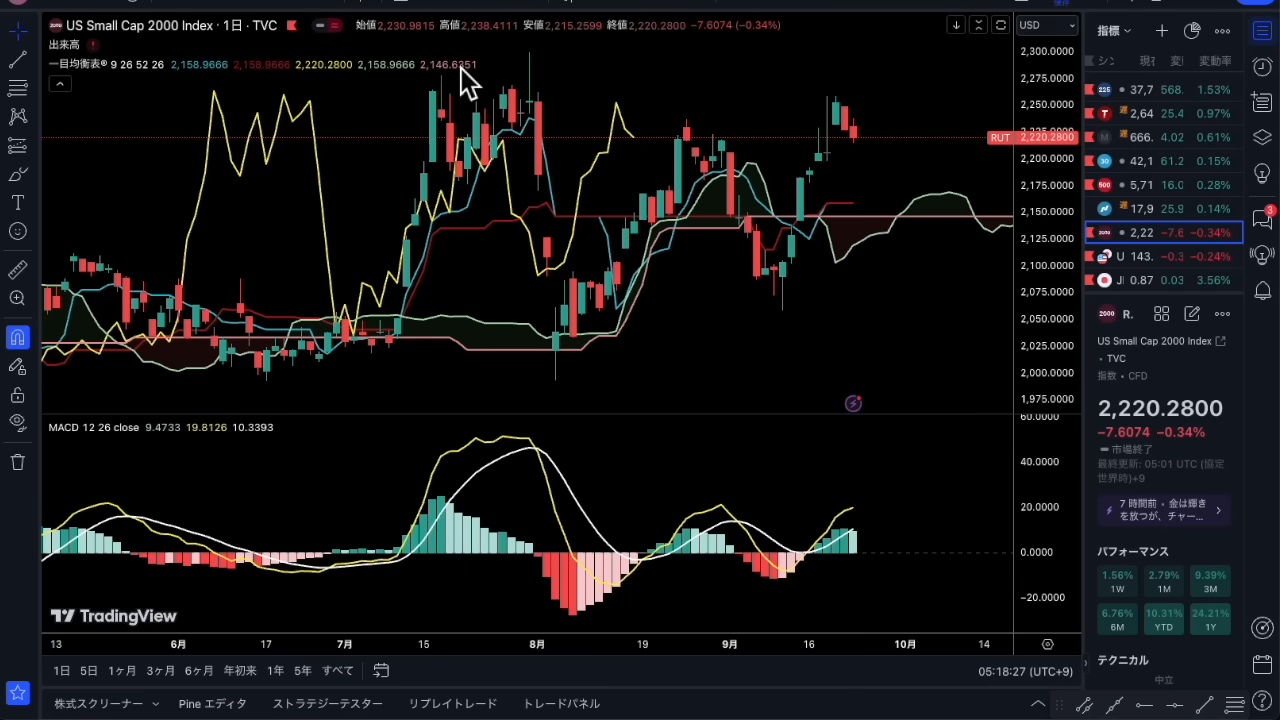 US Small Cap 2000 Index · 1日 · TVC 始値2,230.9815 高値2,238.4111 安値2,215.2599 終値2,220.2800 −7.6074 (−0.34%)
USD
出来高
一目均衡表 9 26 52 26 2,158.9666 2,158.9666 2,220.2800 2,158.9666 2,146.6351
2,300.0000
2,275.0000
2,250.0000
RUT 2,220.2800
2,200.0000
2,175.0000
2,150.0000
2,125.0000
2,100.0000
2,075.0000
2,050.0000
2,025.0000
2,000.0000
1,975.0000
MACD 12 26 close 9.4733 19.8126 10.3393
60.0000
40.0000
20.0000
0.0000
−20.0000
TradingView
13 6月 17 7月 15 8月 19 9月 16 10月 14
1日 5日 1ヶ月 3ヶ月 6ヶ月 年初来 1年 5年 すべて
05:18:27 (UTC+9)
株式スクリーナー Pine エディタ ストラテジーテスター リプレイトレード トレードパネル
指標
シン 現在 変動 変動率
225 37,7 568. 1.53%
T 2,64 25.4 0.97%
M 666. 4.02 0.61%
30 42,1 61.2 0.15%
500 5,71 16.0 0.28%
17,9 25.9 0.14%
2000 2,22 −7.6 −0.34%
U 143. −0.3 −0.24%
0.87 0.03 3.56%
3
2000 R.
US Small Cap 2000 Index
• TVC
指数 • CFD
2,220.2800
−7.6074 −0.34%
市場終了
最終更新: 05:01 UTC (協定
世界時)+9
7 時間前 • 金は輝き
を放つが、チャー...
パフォーマンス
1.56% 2.79% 9.39%
1W 1M 3M
6.76% 10.31% 24.21%
6M YTD 1Y
テクニカル
中立